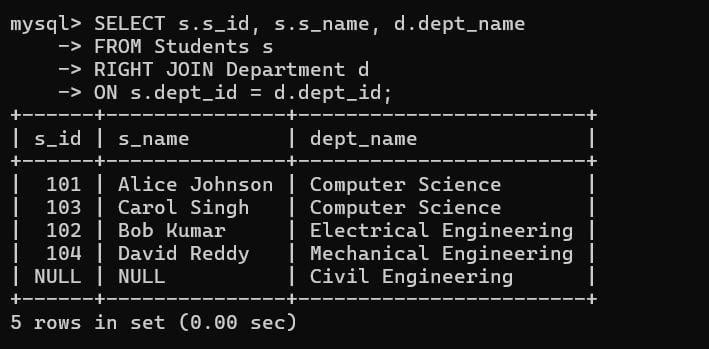 mysql> SELECT s.s_id, s.s_name, d.dept_name
    -> FROM Students s
    -> RIGHT JOIN Department d
    -> ON s.dept_id = d.dept_id;
+------+---------------+------------------------+
| s_id | s_name        | dept_name              |
+------+---------------+------------------------+
|  101 | Alice Johnson | Computer Science       |
|  103 | Carol Singh   | Computer Science       |
|  102 | Bob Kumar     | Electrical Engineering |
|  104 | David Reddy   | Mechanical Engineering |
| NULL | NULL          | Civil Engineering      |
+------+---------------+------------------------+
5 rows in set (0.00 sec)